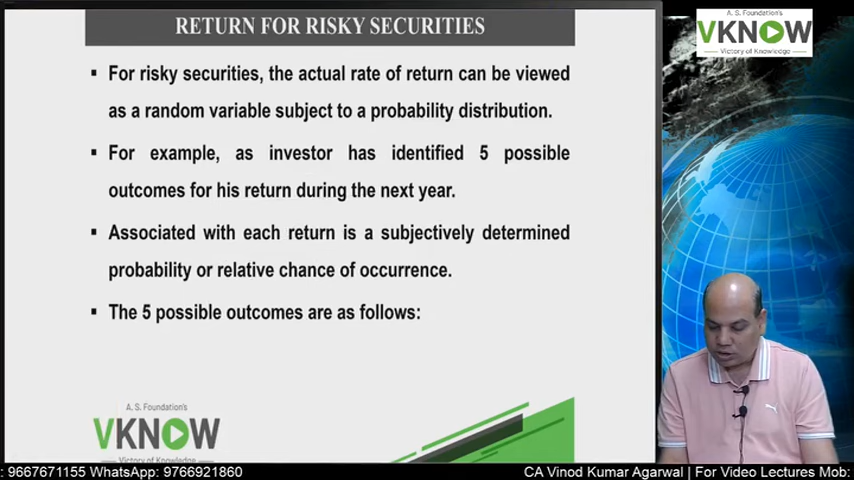 RETURN FOR RISKY SECURITIES
▪ For risky securities, the actual rate of return can be viewed
as a random variable subject to a probability distribution.
▪ For example, as investor has identified 5 possible
outcomes for his return during the next year.
▪ Associated with each return is a subjectively determined
probability or relative chance of occurrence.
▪ The 5 possible outcomes are as follows:
A. S. Foundation's
VKNOW
Victory of Knowledge
A. S. Foundation's
VKNOW
Victory of Knowledge
: 9667671155 WhatsApp: 9766921860
CA Vinod Kumar Agarwal | For Video Lectures Mob: